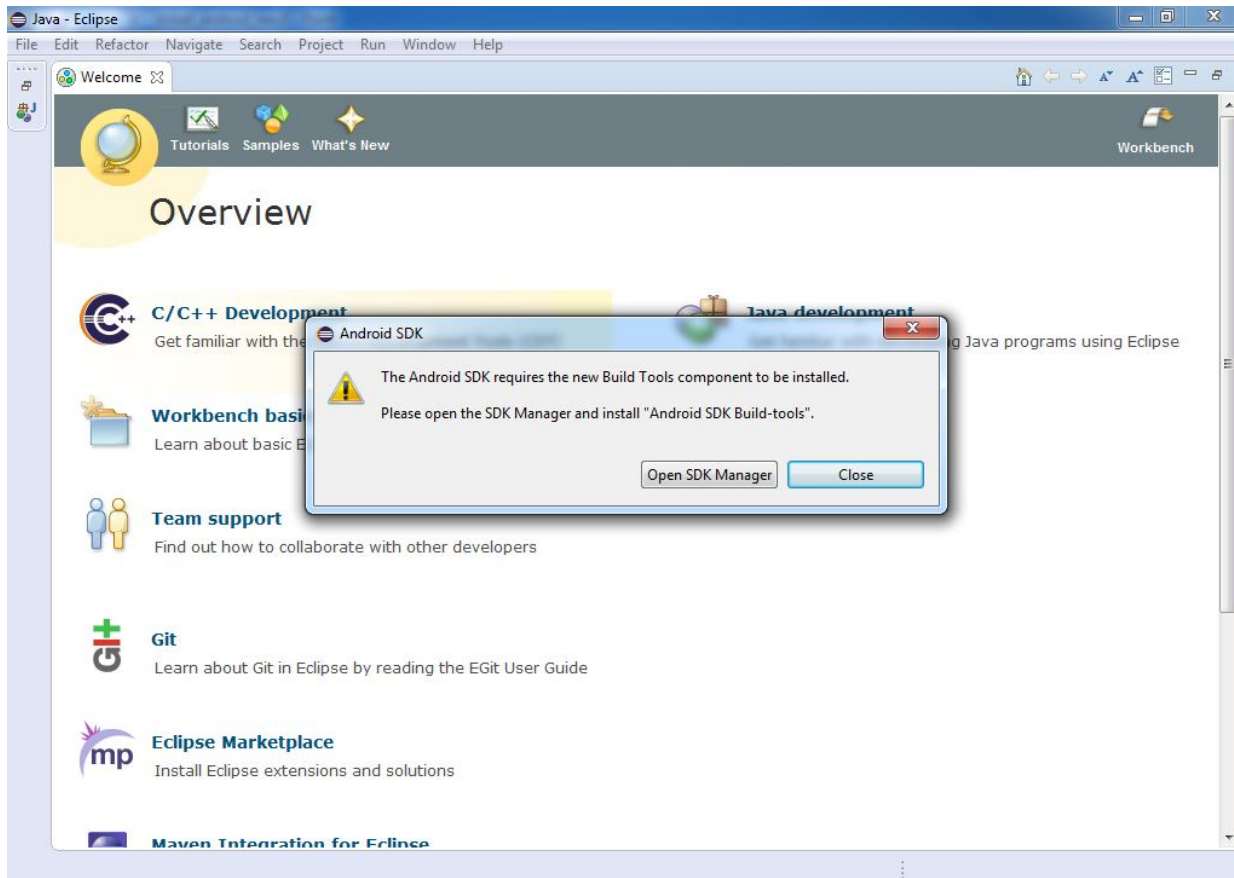 Java - Eclipse
File Edit Refactor Navigate Search Project Run Window Help
Welcome
Tutorials Samples What's New
Workbench
Overview
C/C++ Development
Get familiar with the
Java development
g Java programs using Eclipse
Android SDK
The Android SDK requires the new Build Tools component to be installed.
Please open the SDK Manager and install "Android SDK Build-tools".
Open SDK Manager Close
Workbench basi
Learn about basic E
Team support
Find out how to collaborate with other developers
Git
Git
Learn about Git in Eclipse by reading the EGit User Guide
mp
Eclipse Marketplace
Install Eclipse extensions and solutions
Maven Integration for Eclipse